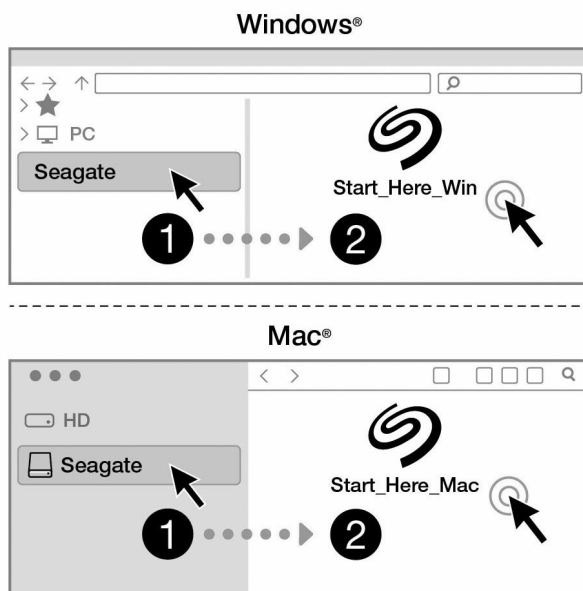 Windows®
PC
Seagate
Start_Here_Win
1
2
Mac®
HD
Seagate
Start_Here_Mac
1
2